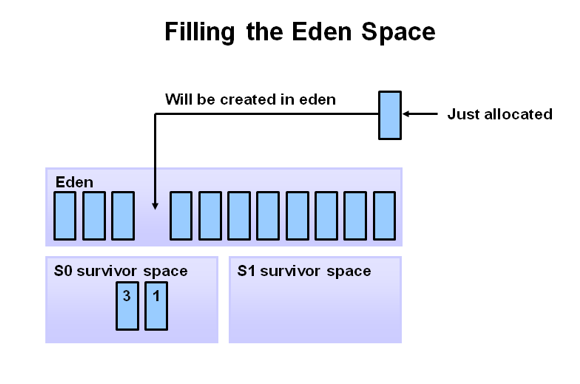 Filling the Eden Space
Will be created in eden
Just allocated
Eden
S0 survivor space
S1 survivor space
3 1